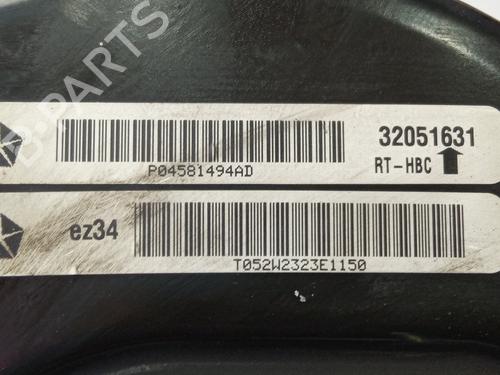 B-PARTS
32051631
P04581494AD
RT-HBC
ez34
T052W2323E1150